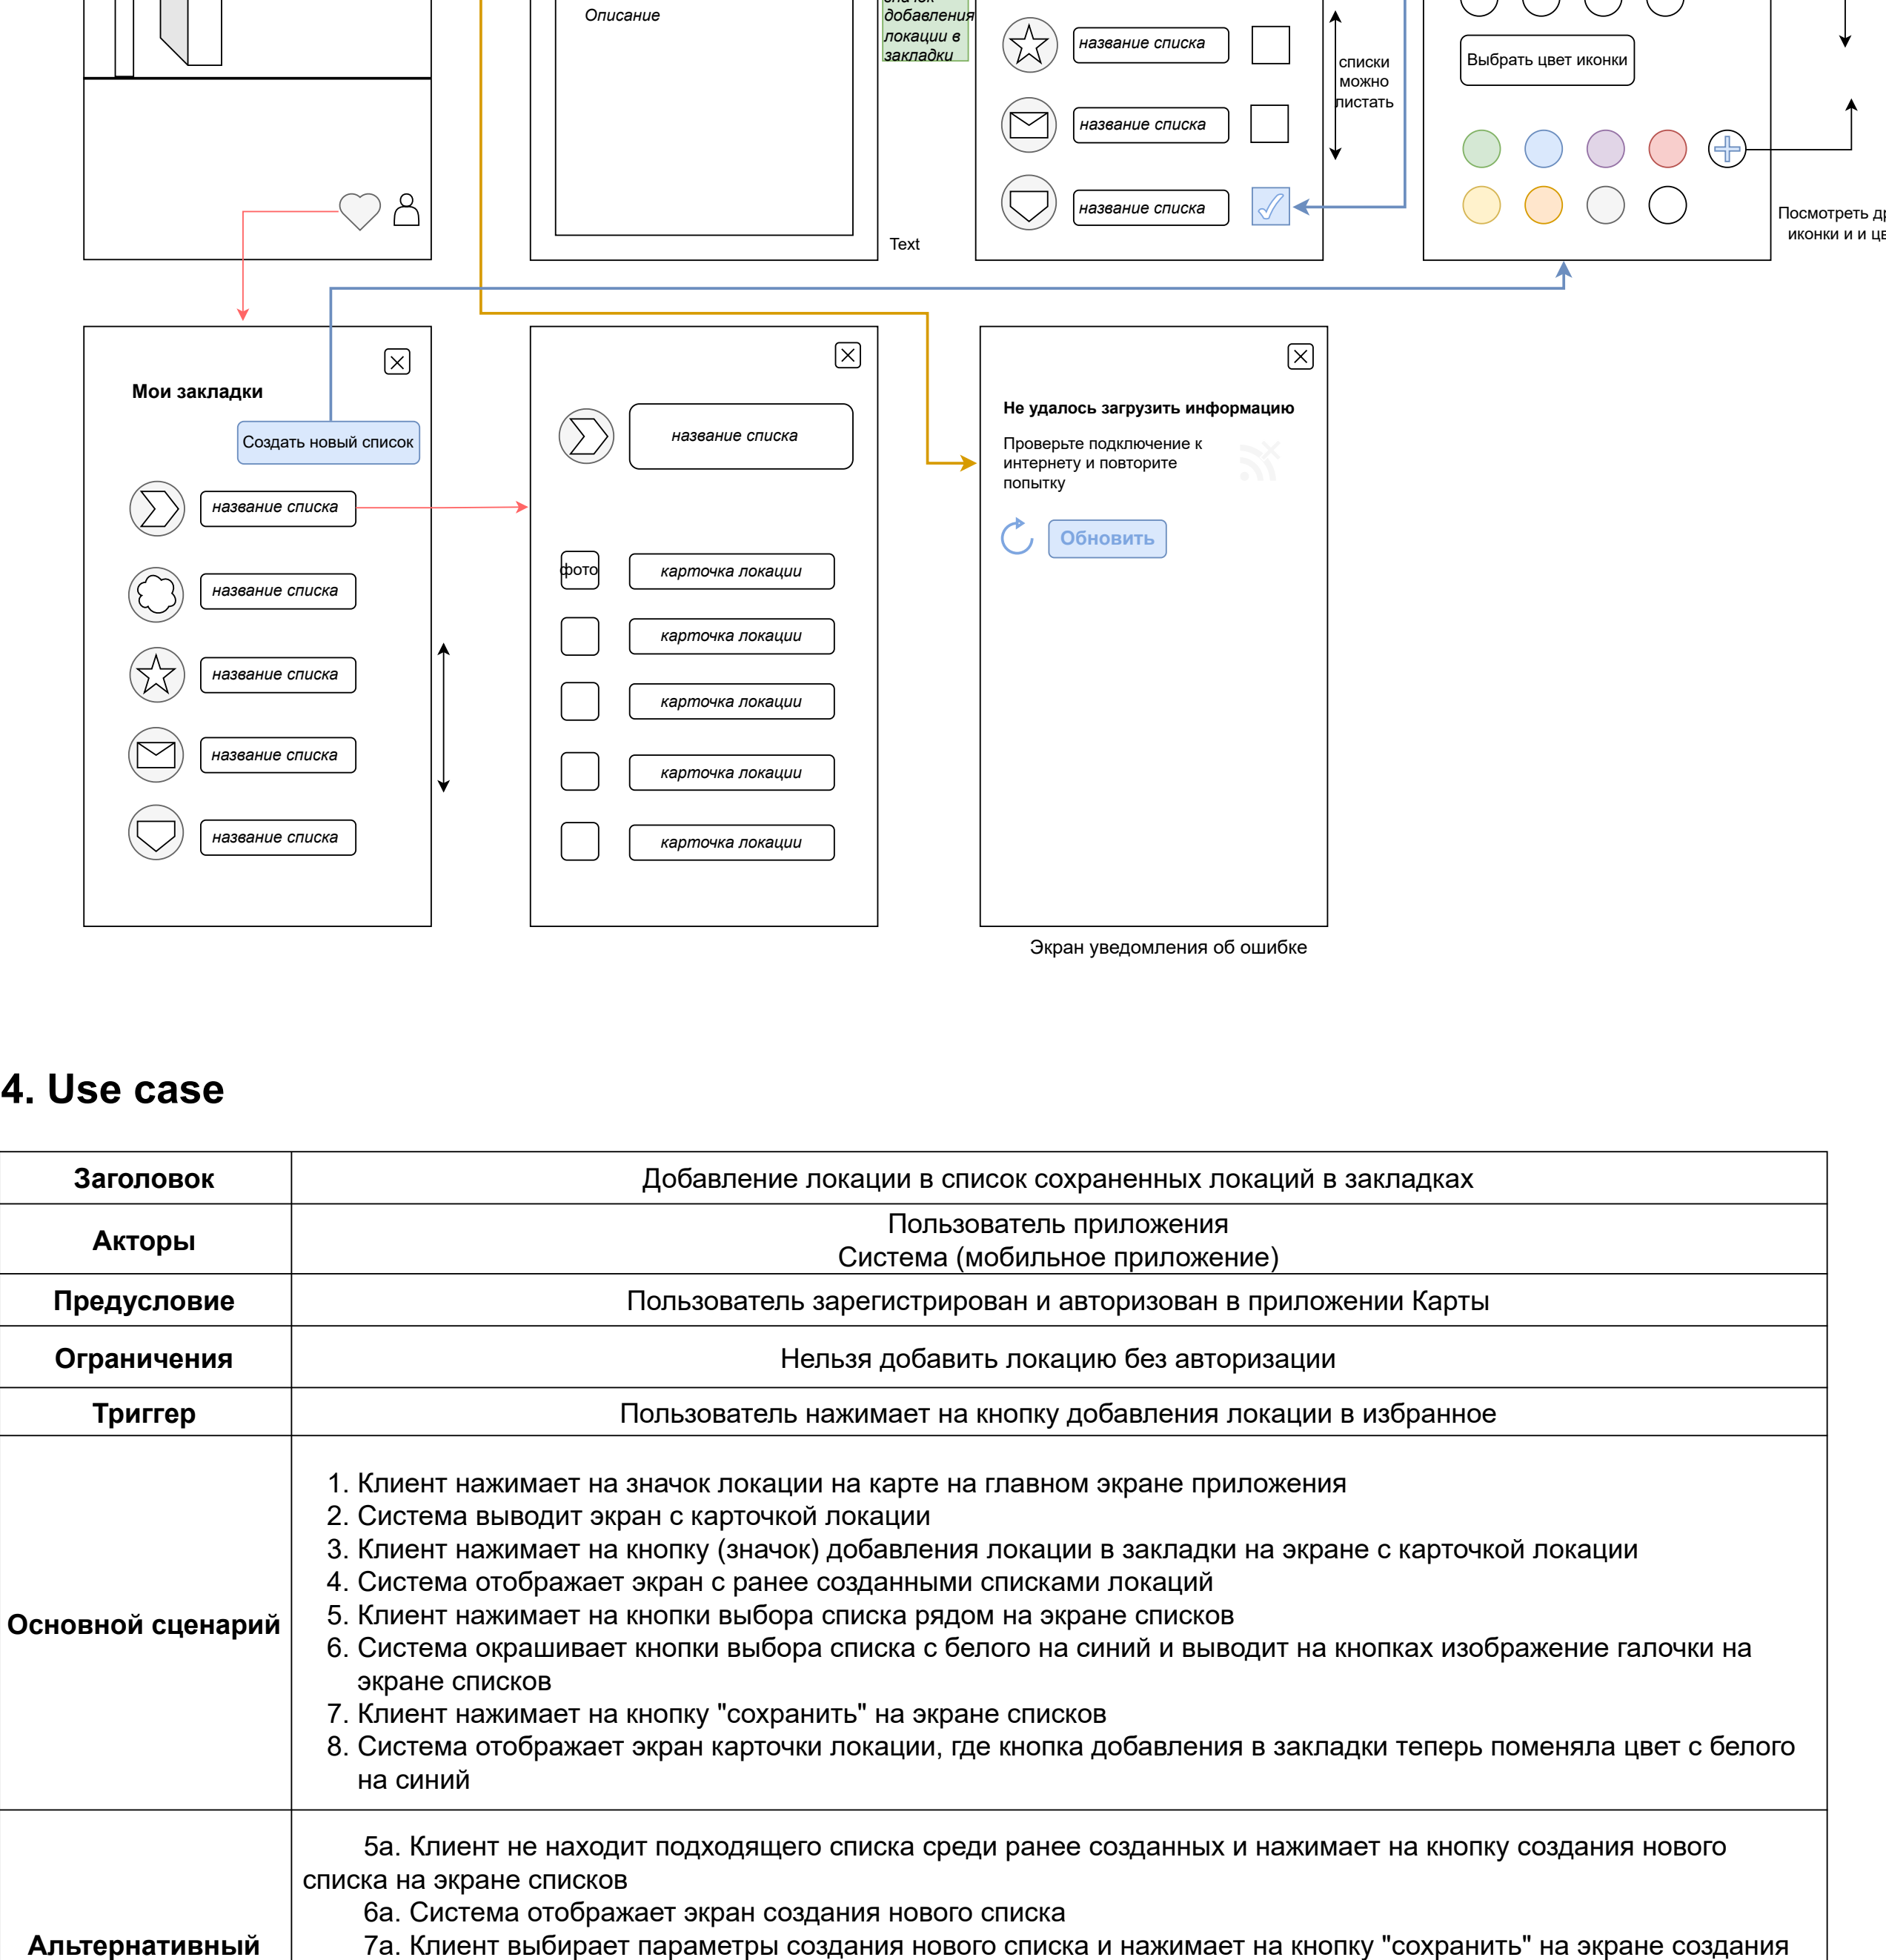 Описание
добавления
локации в
закладки
название списка
название списка
название списка
списки
можно
листать
Выбрать цвет иконки
Посмотреть
иконки и и
Text
Мои закладки
Создать новый список
название списка
название списка
название списка
название списка
название списка
название списка
фото
карточка локации
карточка локации
карточка локации
карточка локации
карточка локации
Не удалось загрузить информацию
Проверьте подключение к
интернету и повторите
попытку
Обновить
Экран уведомления об ошибке
4. Use case
Заголовок
Добавление локации в список сохраненных локаций в закладках
Акторы
Пользователь приложения
Система (мобильное приложение)
Предусловие
Пользователь зарегистрирован и авторизован в приложении Карты
Ограничения
Нельзя добавить локацию без авторизации
Триггер
Пользователь нажимает на кнопку добавления локации в избранное
Основной сценарий
1. Клиент нажимает на значок локации на карте на главном экране приложения
2. Система выводит экран с карточкой локации
3. Клиент нажимает на кнопку (значок) добавления локации в закладки на экране с карточкой локации
4. Система отображает экран с ранее созданными списками локаций
5. Клиент нажимает на кнопки выбора списка рядом на экране списков
6. Система окрашивает кнопки выбора списка с белого на синий и выводит на кнопках изображение галочки на
экране списков
7. Клиент нажимает на кнопку "сохранить" на экране списков
8. Система отображает экран карточки локации, где кнопка добавления в закладки теперь поменяла цвет с белого
на синий
Альтернативный
5а. Клиент не находит подходящего списка среди ранее созданных и нажимает на кнопку создания нового
списка на экране списков
6а. Система отображает экран создания нового списка
7а. Клиент выбирает параметры создания нового списка и нажимает на кнопку "сохранить" на экране создания